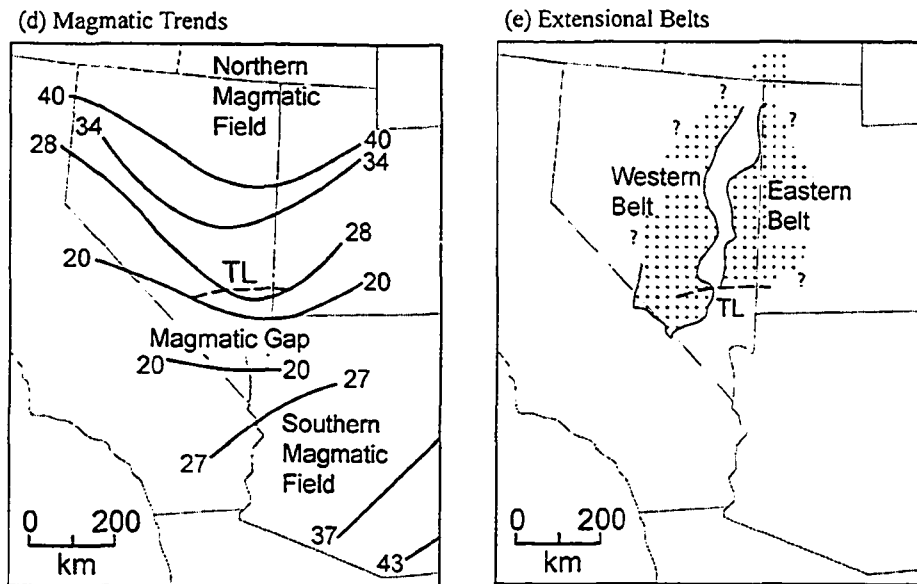 (d) Magmatic Trends
Northern
Magmatic
Field
40
34
28
40
34
28
20
TL
20
Magmatic Gap
20
20
27
Southern
Magmatic
Field
27
0 200
km
37
43
(e) Extensional Belts
?
?
?
Western
Belt
Eastern
Belt
?
?
TL
0 200
km